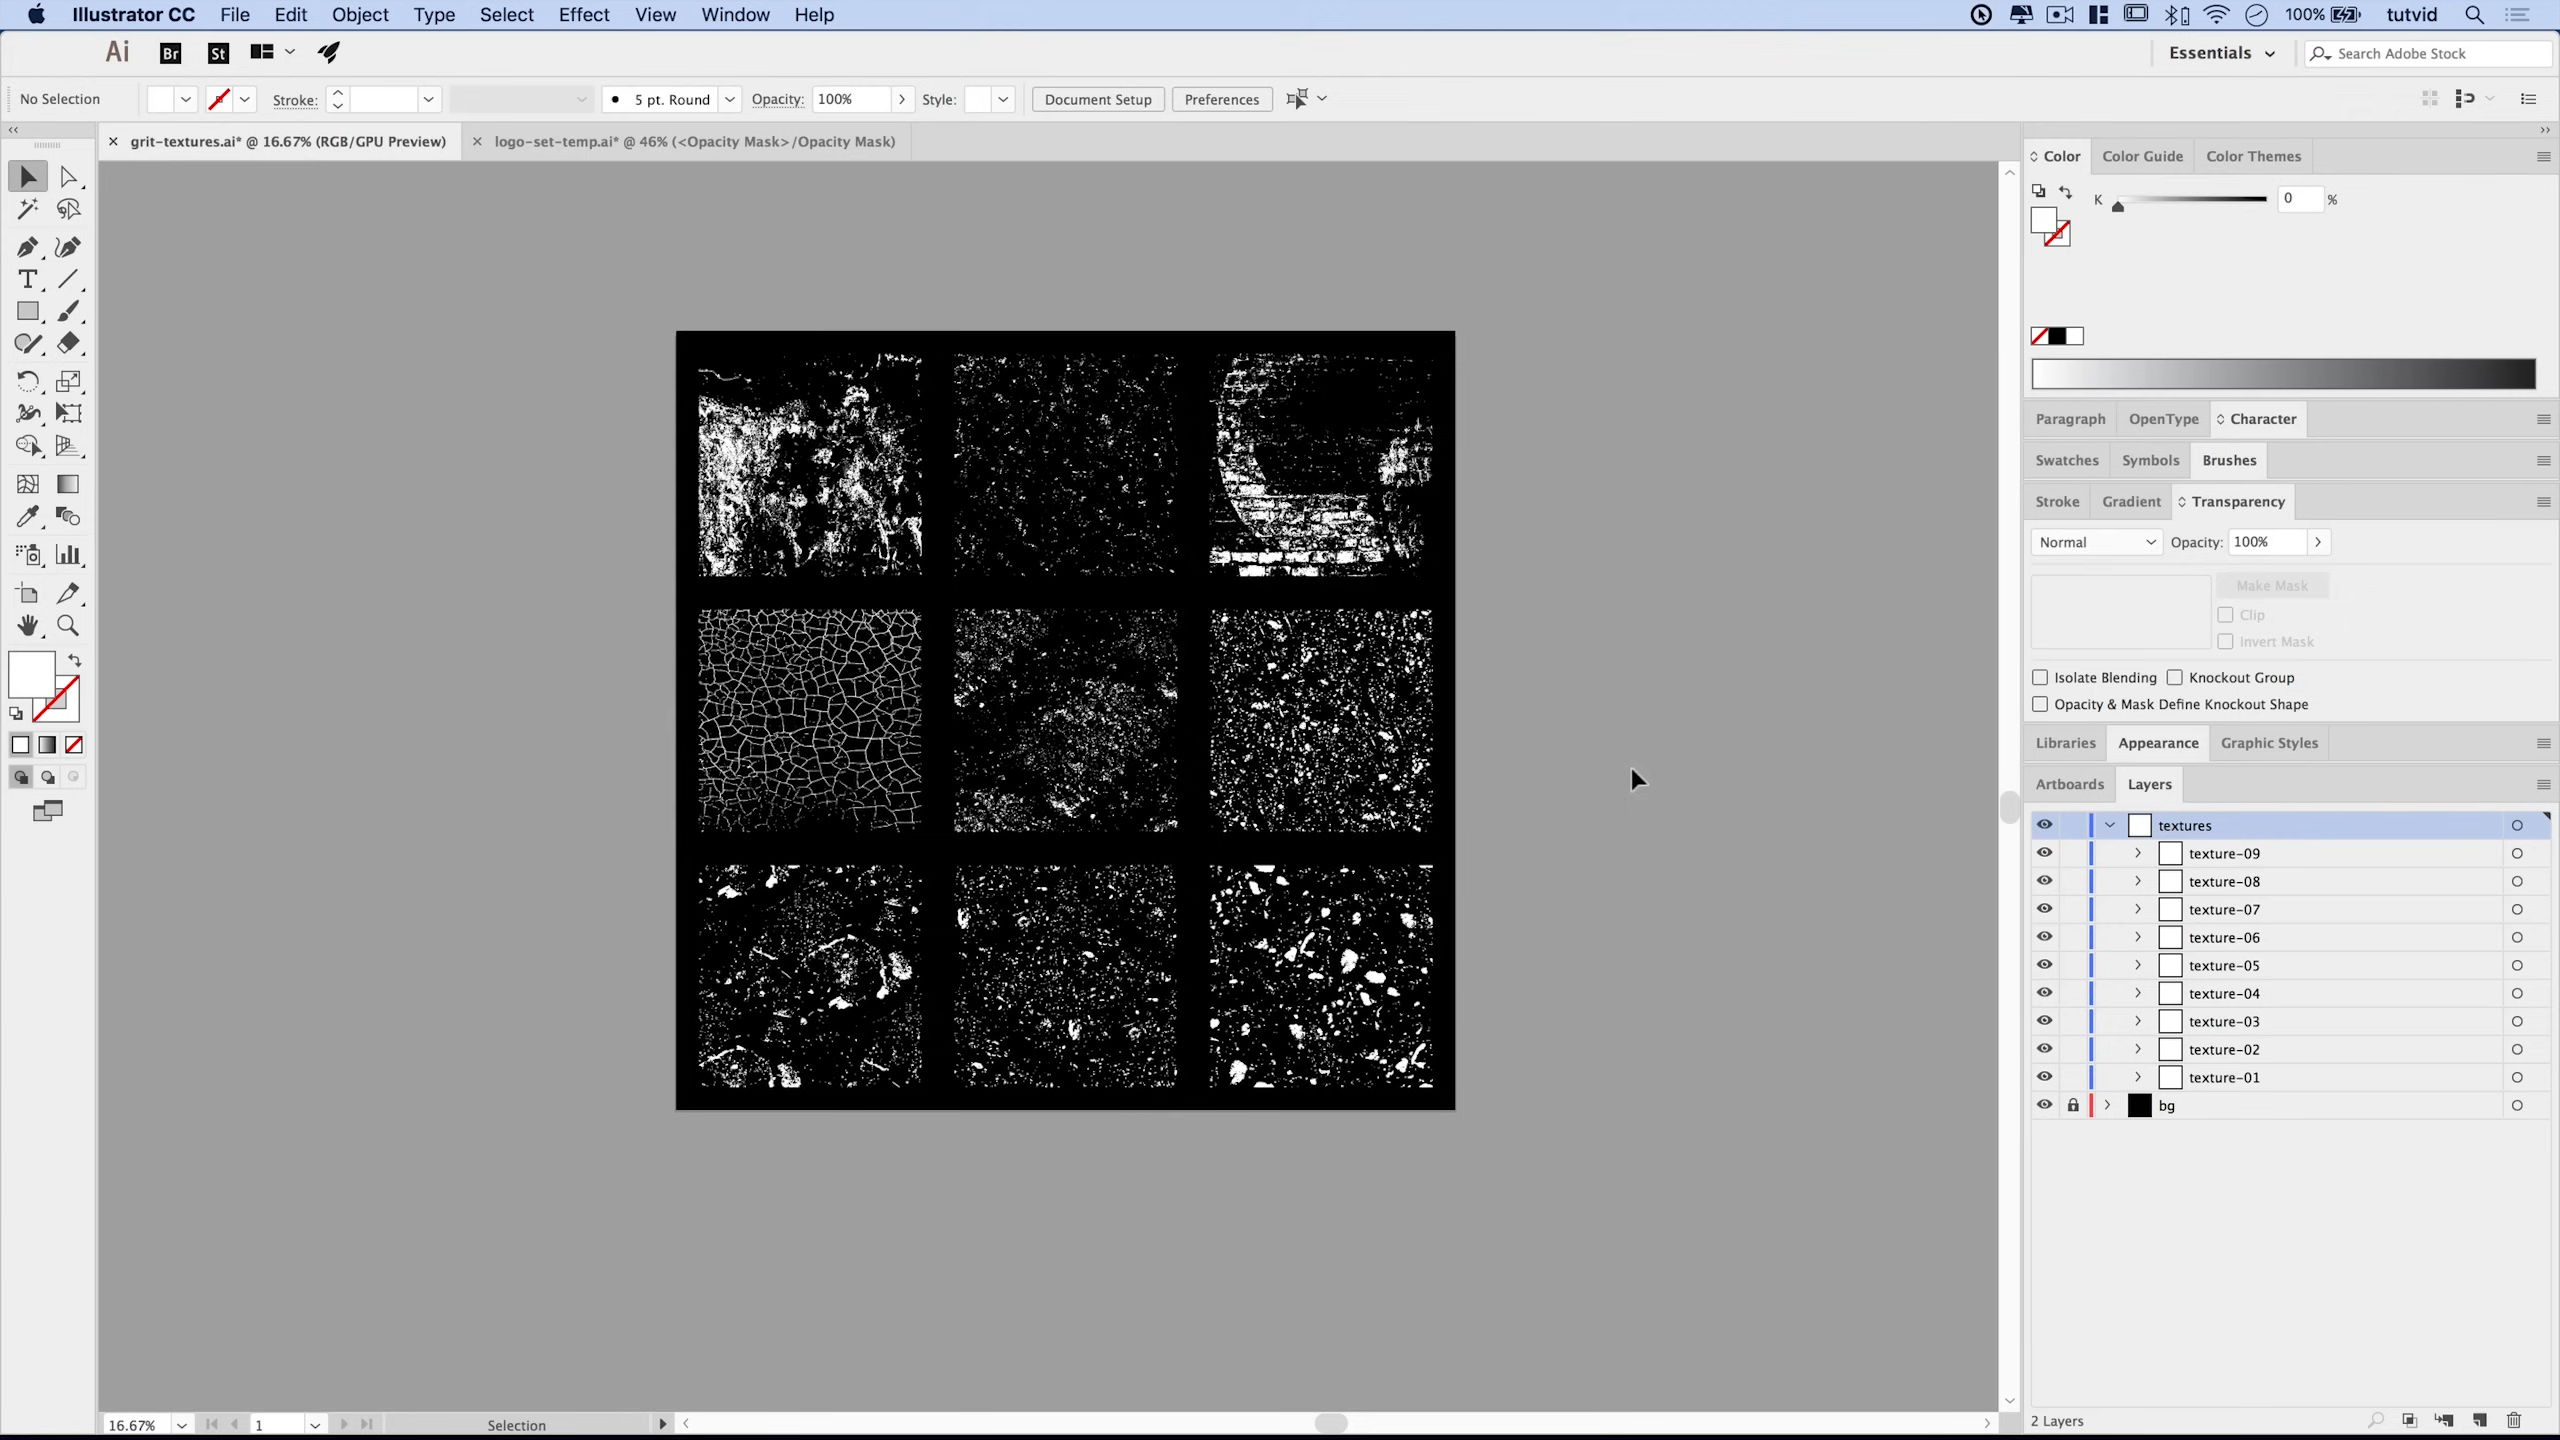 Illustrator CC File Edit Object Type Select Effect View Window Help 100% tutvid
Ai Br St Essentials Search Adobe Stock
No Selection Stroke: 5 pt. Round Opacity: 100% Style: Document Setup Preferences
grit-textures.ai* @ 16.67% (RGB/GPU Preview) logo-set-temp.ai* @ 46% (<Opacity Mask>/Opacity Mask)
Color Color Guide Color Themes
K 0 %
Paragraph OpenType Character
Swatches Symbols Brushes
Stroke Gradient Transparency
Normal Opacity: 100%
Make Mask
Clip
Invert Mask
Isolate Blending Knockout Group
Opacity & Mask Define Knockout Shape
Libraries Appearance Graphic Styles
Artboards Layers
textures
texture-09
texture-08
texture-07
texture-06
texture-05
texture-04
texture-03
texture-02
texture-01
bg
16.67% 1 Selection 2 Layers